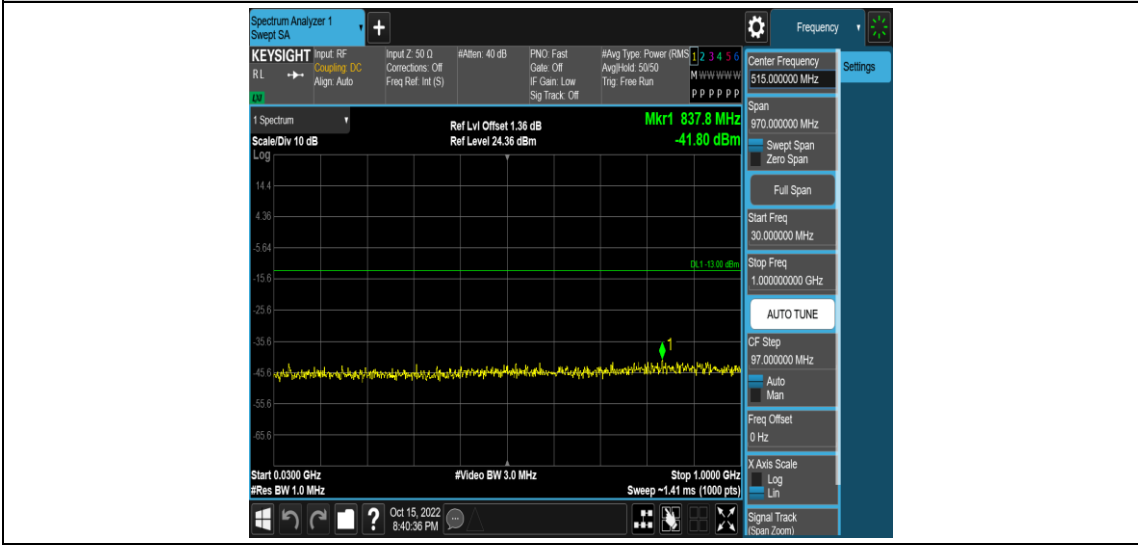 Spectrum Analyzer 1
Swept SA
+
Frequency
KEYSIGHT
RL
LM
Input: RF
Coupling: DC
Align: Auto
Input Z: 50 Ω
Corrections: Off
Freq Ref: Int (S)
#Atten: 40 dB
PNO: Fast
Gate: Off
IF Gain: Low
Sig Track: Off
#Avg Type: Power (RMS
Avg|Hold: 50/50
Trig: Free Run
1 2 3 4 5 6
M W W W W W
P P P P P P
1 Spectrum
Scale/Div 10 dB
Log
Ref Lvl Offset 1.36 dB
Ref Level 24.36 dBm
Mkr1 837.8 MHz
-41.80 dBm
14.4
4.36
-5.64
DL1 -13.00 dBm
-15.6
-25.6
-35.6
1
-45.6
-55.6
-65.6
Start 0.0300 GHz
#Res BW 1.0 MHz
#Video BW 3.0 MHz
Stop 1.0000 GHz
Sweep ~1.41 ms (1000 pts)
?
Oct 15, 2022
8:40:36 PM
Center Frequency
515.000000 MHz
Settings
Span
970.000000 MHz
Swept Span
Zero Span
Full Span
Start Freq
30.000000 MHz
Stop Freq
1.000000000 GHz
AUTO TUNE
CF Step
97.000000 MHz
Auto
Man
Freq Offset
0 Hz
X Axis Scale
Log
Lin
Signal Track
(Span Zoom)